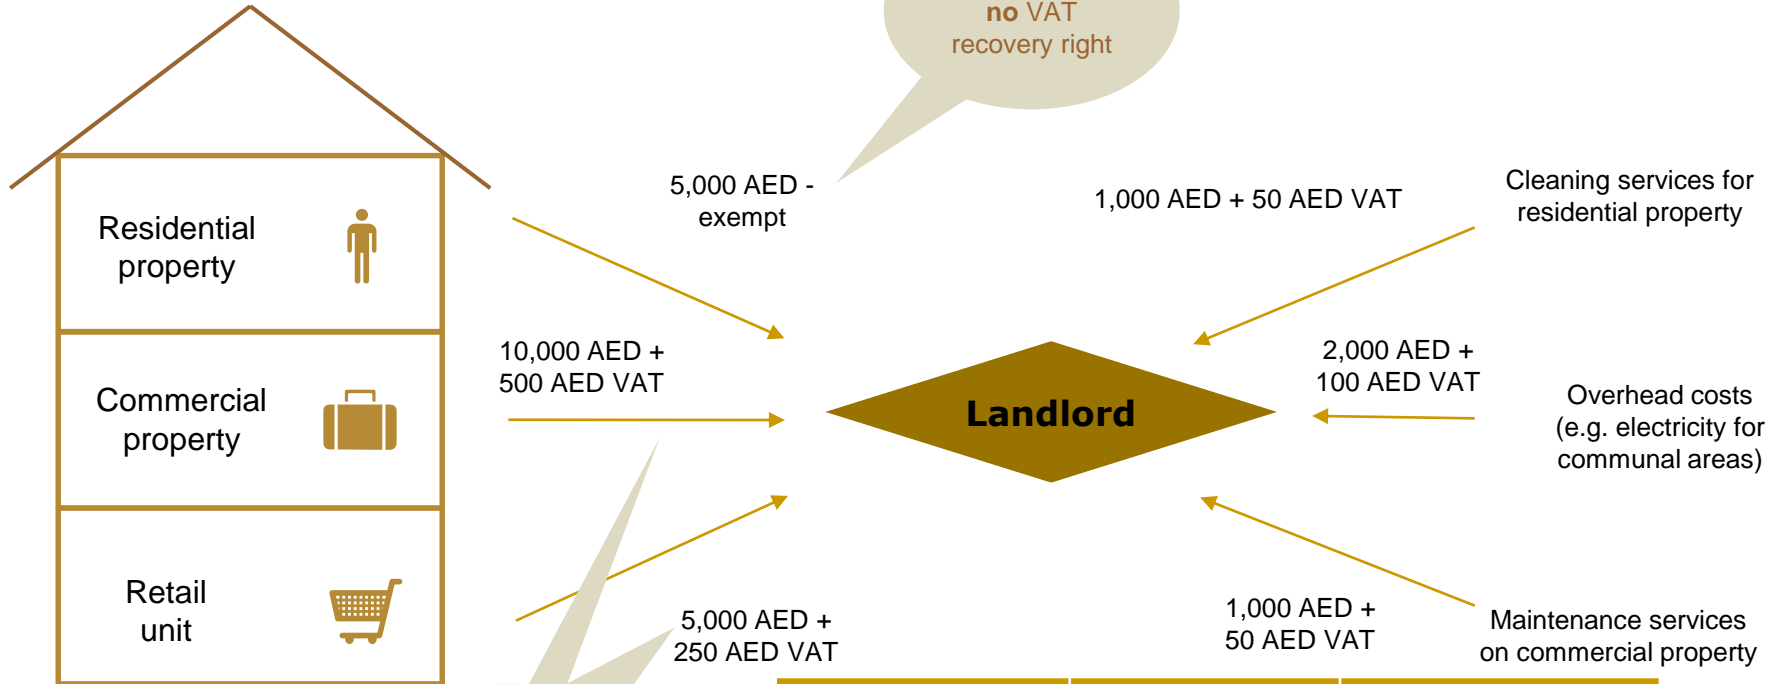 no VAT
recovery right
5,000 AED -
exempt
1,000 AED + 50 AED VAT
Cleaning services for
residential property
Residential
property
10,000 AED +
500 AED VAT
2,000 AED +
100 AED VAT
Commercial
property
Landlord
Overhead costs
(e.g. electricity for
communal areas)
Retail
unit
5,000 AED +
250 AED VAT
1,000 AED +
50 AED VAT
Maintenance services
on commercial property